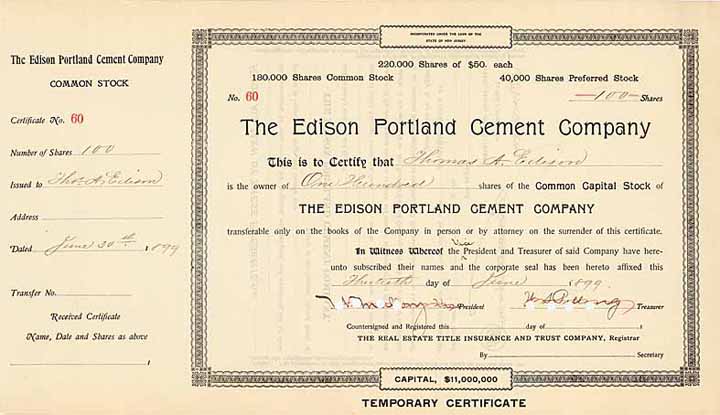 The Edison Portland Cement Company
COMMON STOCK
Certificate No. 60
Number of Shares 100
Issued to Thos A. Edison
Address
Dated June 30th 1899
Transfer No.
Received Certificate
Name, Date and Shares as above
INCORPORATED UNDER THE LAWS OF THE
STATE OF NEW JERSEY
220.000 Shares of $50. each
180.000 Shares Common Stock 40,000 Shares Preferred Stock
No. 60 —100— Shares
The Edison Portland Cement Company
This is to Certify that Thomas A. Edison
is the owner of One Hundred shares of the Common Capital Stock of
THE EDISON PORTLAND CEMENT COMPANY
transferable only on the books of the Company in person or by attorney on the surrender of this certificate.
In Witness Whereof the Vice President and Treasurer of said Company have here-
unto subscribed their names and the corporate seal has been hereto affixed this
Thirtieth day of June 1899.
Vice President Treasurer
Countersigned and Registered this day of
THE REAL ESTATE TITLE INSURANCE AND TRUST COMPANY, Registrar
By Secretary
CAPITAL, $11,000,000
TEMPORARY CERTIFICATE